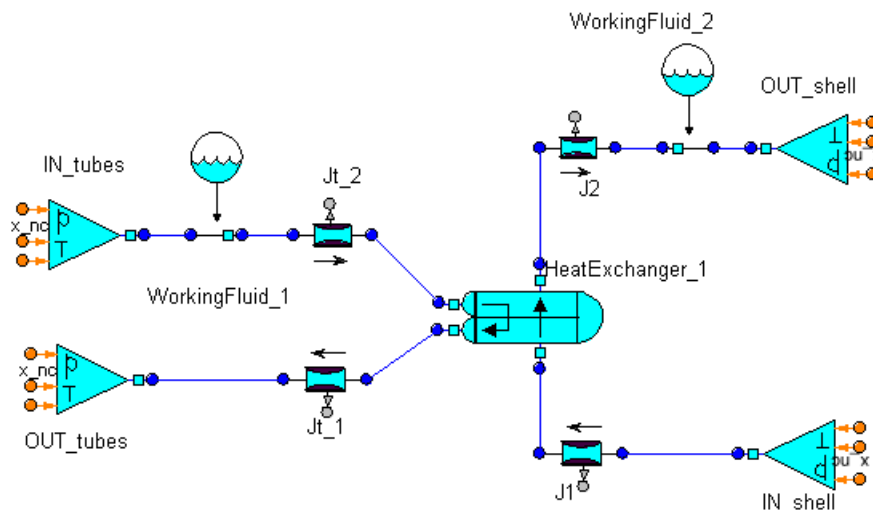 WorkingFluid_2
OUT_shell
IN_tubes
Jt_2
J2
p
T
x_nc
HeatExchanger_1
WorkingFluid_1
p
T
x_nc
Jt_1
OUT_tubes
J1
IN_shell